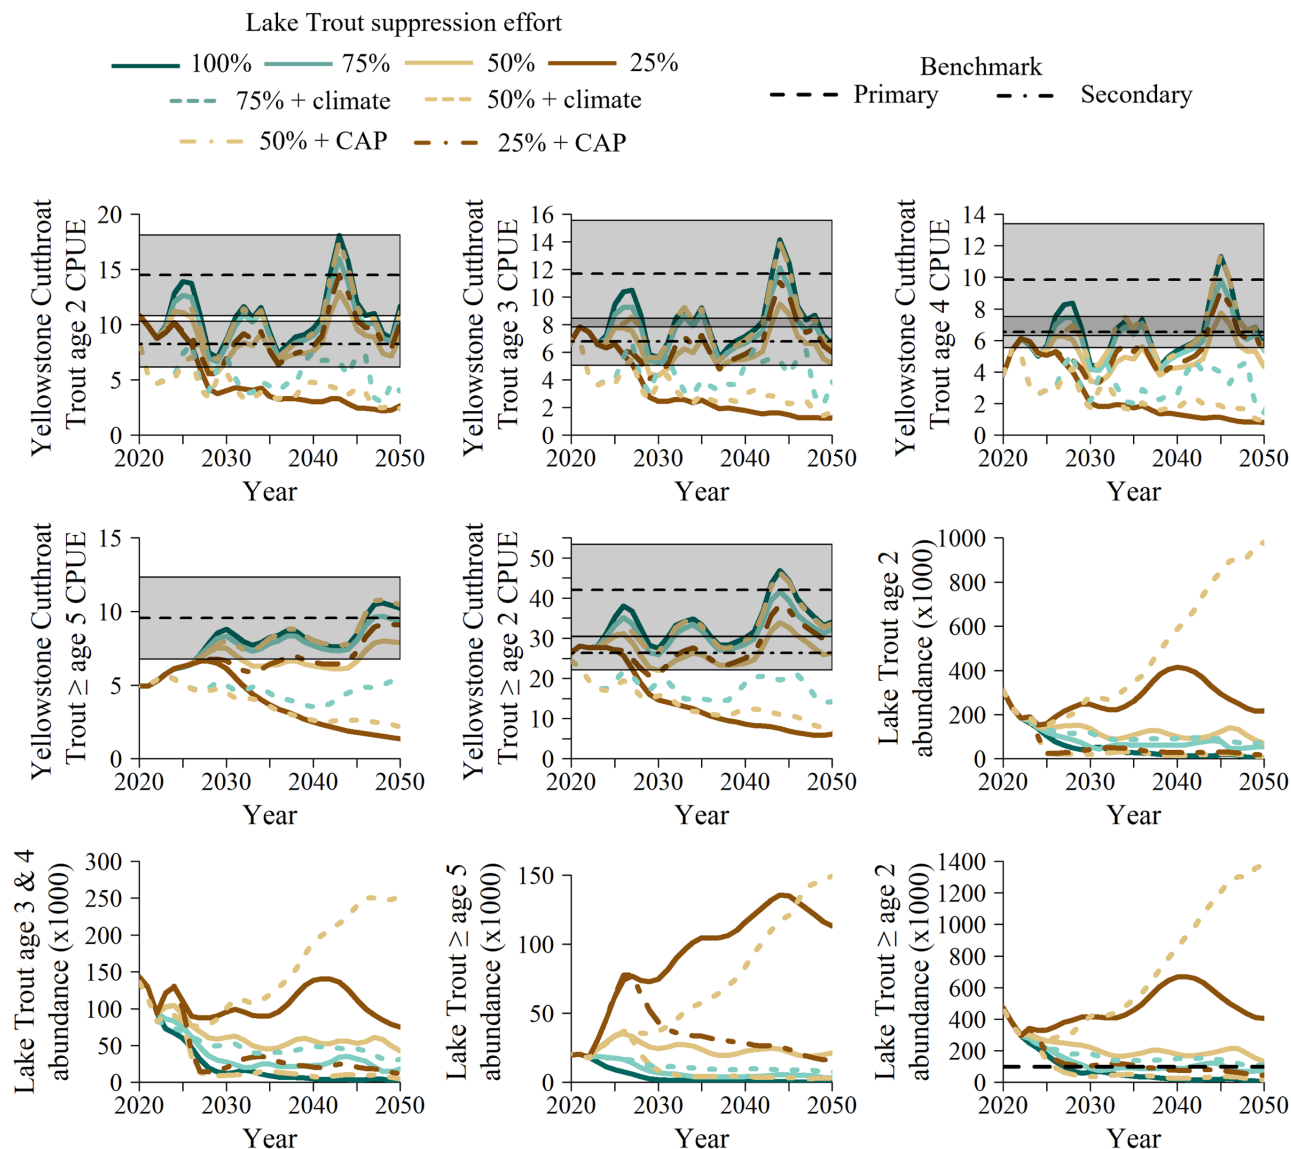 Lake Trout suppression effort
100% 75% 50% 25%
75% + climate 50% + climate
50% + CAP 25% + CAP
Benchmark
Primary Secondary
Yellowstone Cutthroat
Trout age 2 CPUE
20
15
10
5
0
2020 2030 2040 2050
Year
Yellowstone Cutthroat
Trout age 3 CPUE
16
14
12
10
8
6
4
2
0
2020 2030 2040 2050
Year
Yellowstone Cutthroat
Trout age 4 CPUE
14
12
10
8
6
4
2
0
2020 2030 2040 2050
Year
Yellowstone Cutthroat
Trout ≥ age 5 CPUE
15
10
5
0
2020 2030 2040 2050
Year
Yellowstone Cutthroat
Trout ≥ age 2 CPUE
50
40
30
20
10
0
2020 2030 2040 2050
Year
Lake Trout age 2
abundance (x1000)
1000
800
600
400
200
0
2020 2030 2040 2050
Year
Lake Trout age 3 & 4
abundance (x1000)
300
250
200
150
100
50
0
2020 2030 2040 2050
Year
Lake Trout ≥ age 5
abundance (x1000)
150
100
50
0
2020 2030 2040 2050
Year
Lake Trout ≥ age 2
abundance (x1000)
1400
1200
1000
800
600
400
200
0
2020 2030 2040 2050
Year